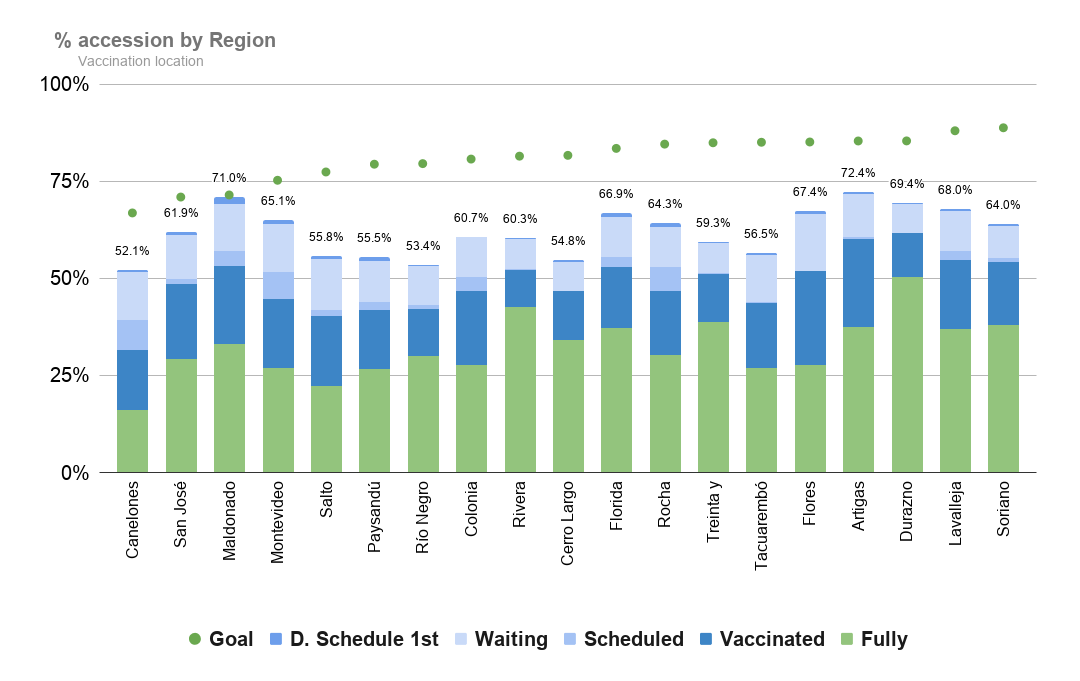 % accession by Region
Vaccination location
100%
75%
50%
25%
0%
52.1%
61.9%
71.0%
65.1%
55.8%
55.5%
53.4%
60.7%
60.3%
54.8%
66.9%
64.3%
59.3%
56.5%
67.4%
72.4%
69.4%
68.0%
64.0%
Canelones
San José
Maldonado
Montevideo
Salto
Paysandú
Río Negro
Colonia
Rivera
Cerro Largo
Florida
Rocha
Treinta y
Tacuarembó
Flores
Artigas
Durazno
Lavalleja
Soriano
Goal D. Schedule 1st Waiting Scheduled Vaccinated Fully